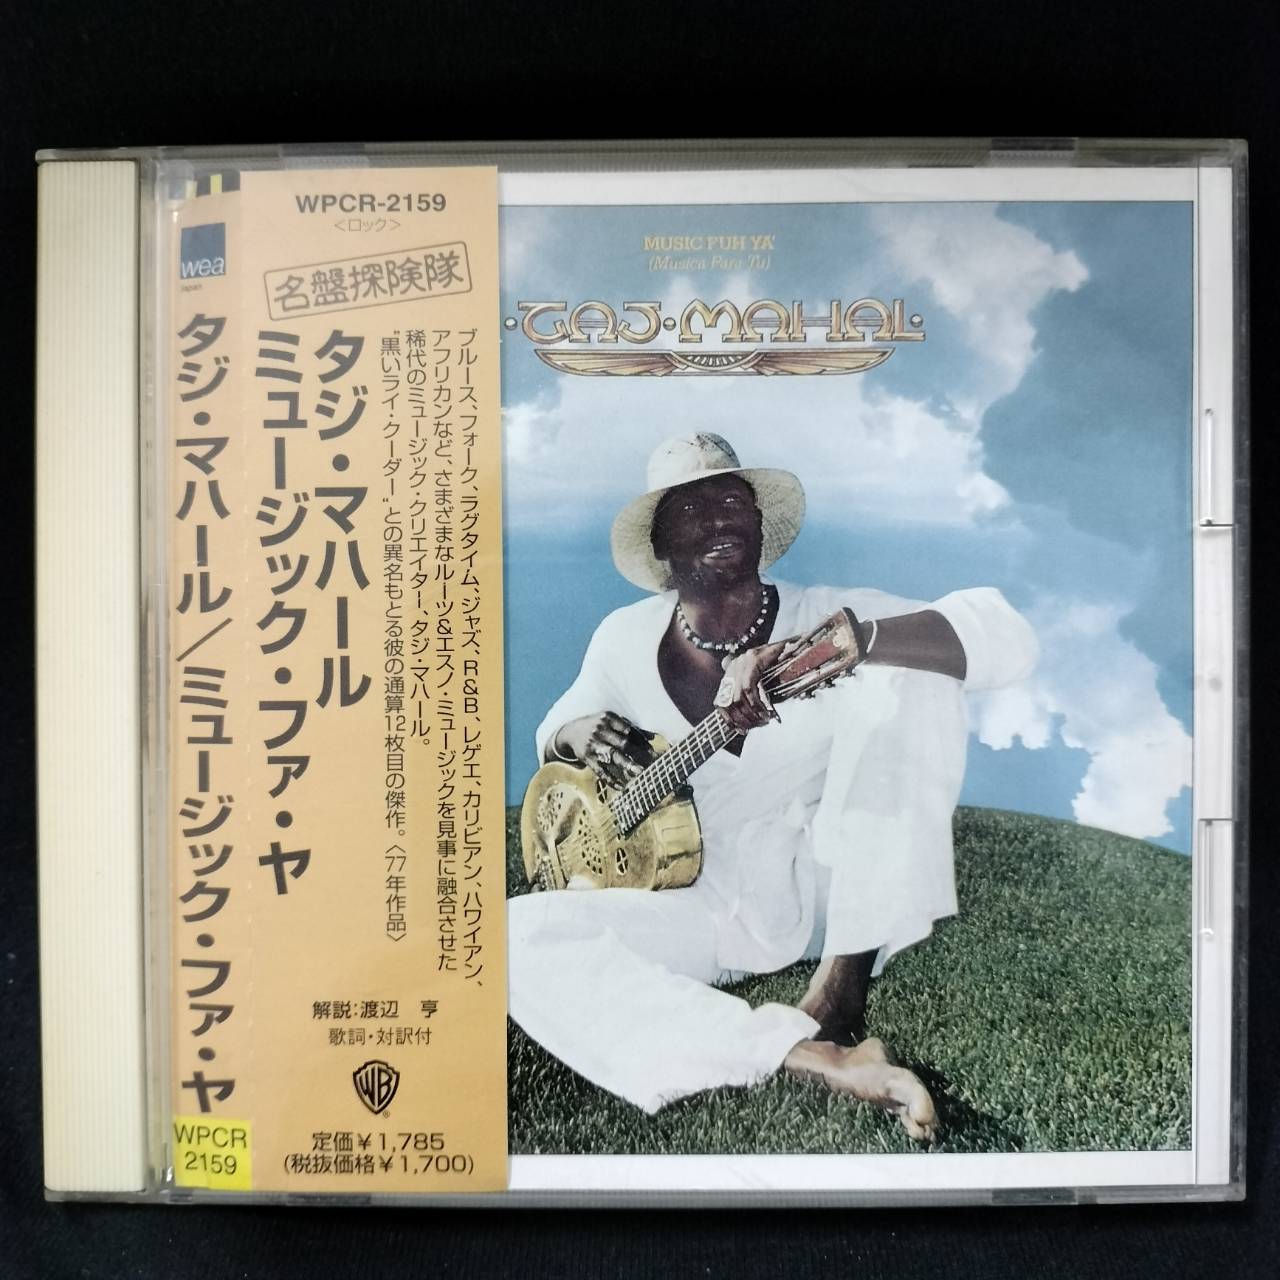 WPCR-2159
<ロック>
wea
Japan
名盤探険隊
タジ・マハール
ミュージック・ファ・ヤ
ブルース、フォーク、ラグタイム、ジャズ、R&B、レゲエ、カリビアン、ハワイアン、
アフリカンなど、さまざまなルーツ&エスノ・ミュージックを見事に融合させた
稀代のミュージック・クリエイター、タジ・マハール。
"黒いライ・クーダー"との異名もとる彼の通算12枚目の傑作。〈77年作品〉
解説:渡辺 亨
歌詞・対訳付
WB
®
定価¥1,785
(税抜価格¥1,700)
タジ・マハール/ミュージック・ファ・ヤ
WPCR
2159
MUSIC FUH YA'
(Musica Para Tu)
・TAJ・MAHAL・